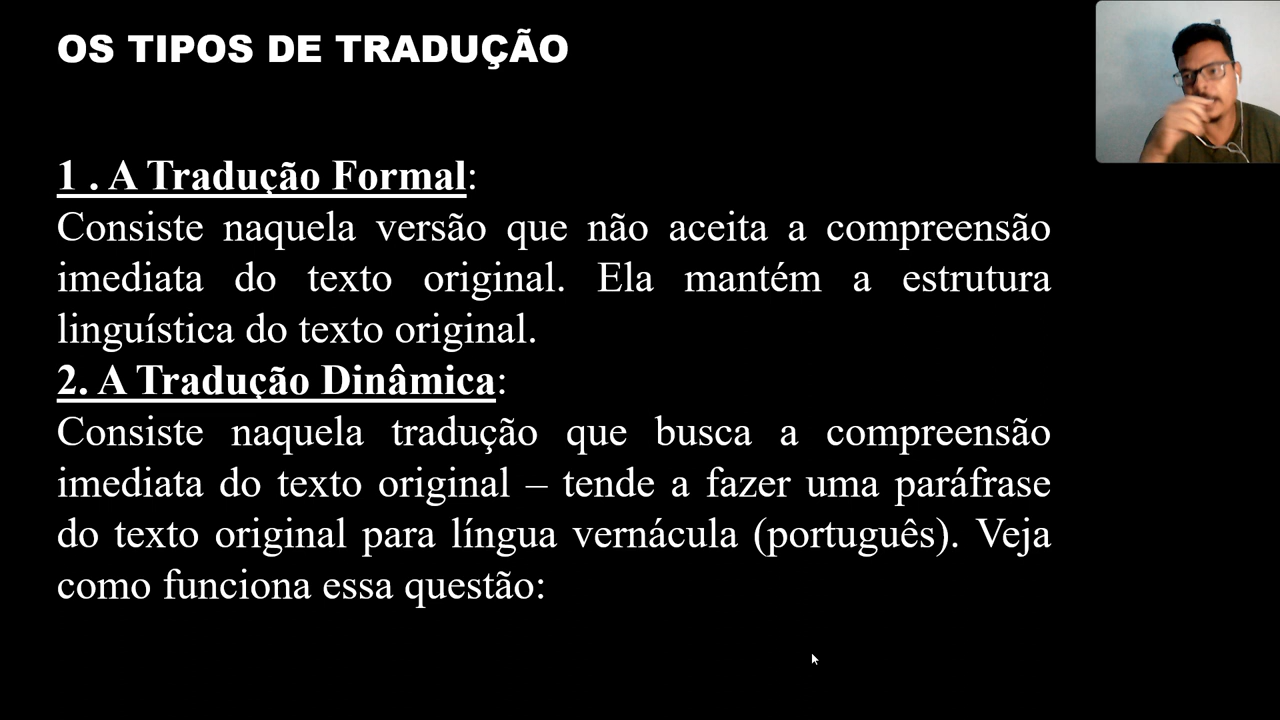 OS TIPOS DE TRADUÇÃO
1 . A Tradução Formal:
Consiste naquela versão que não aceita a compreensão
imediata do texto original. Ela mantém a estrutura
linguística do texto original.
2. A Tradução Dinâmica:
Consiste naquela tradução que busca a compreensão
imediata do texto original – tende a fazer uma paráfrase
do texto original para língua vernácula (português). Veja
como funciona essa questão: